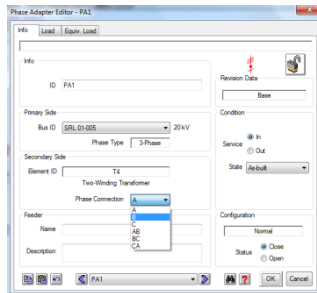 Phase Adapter Editor - PA1
Info Load Equiv. Load
Info
ID PA1
Revision Data
Base
Primary Side
Bus ID SRL 01-005 20 kV
Phase Type 3-Phase
Condition
Service In
Out
State As-built
Secondary Side
Element ID T4
Two-Winding Transformer
Phase Connection A
A
B
C
AB
BC
CA
Feeder
Name
Description
Configuration
Normal
Status Close
Open
PA1
? OK Cancel